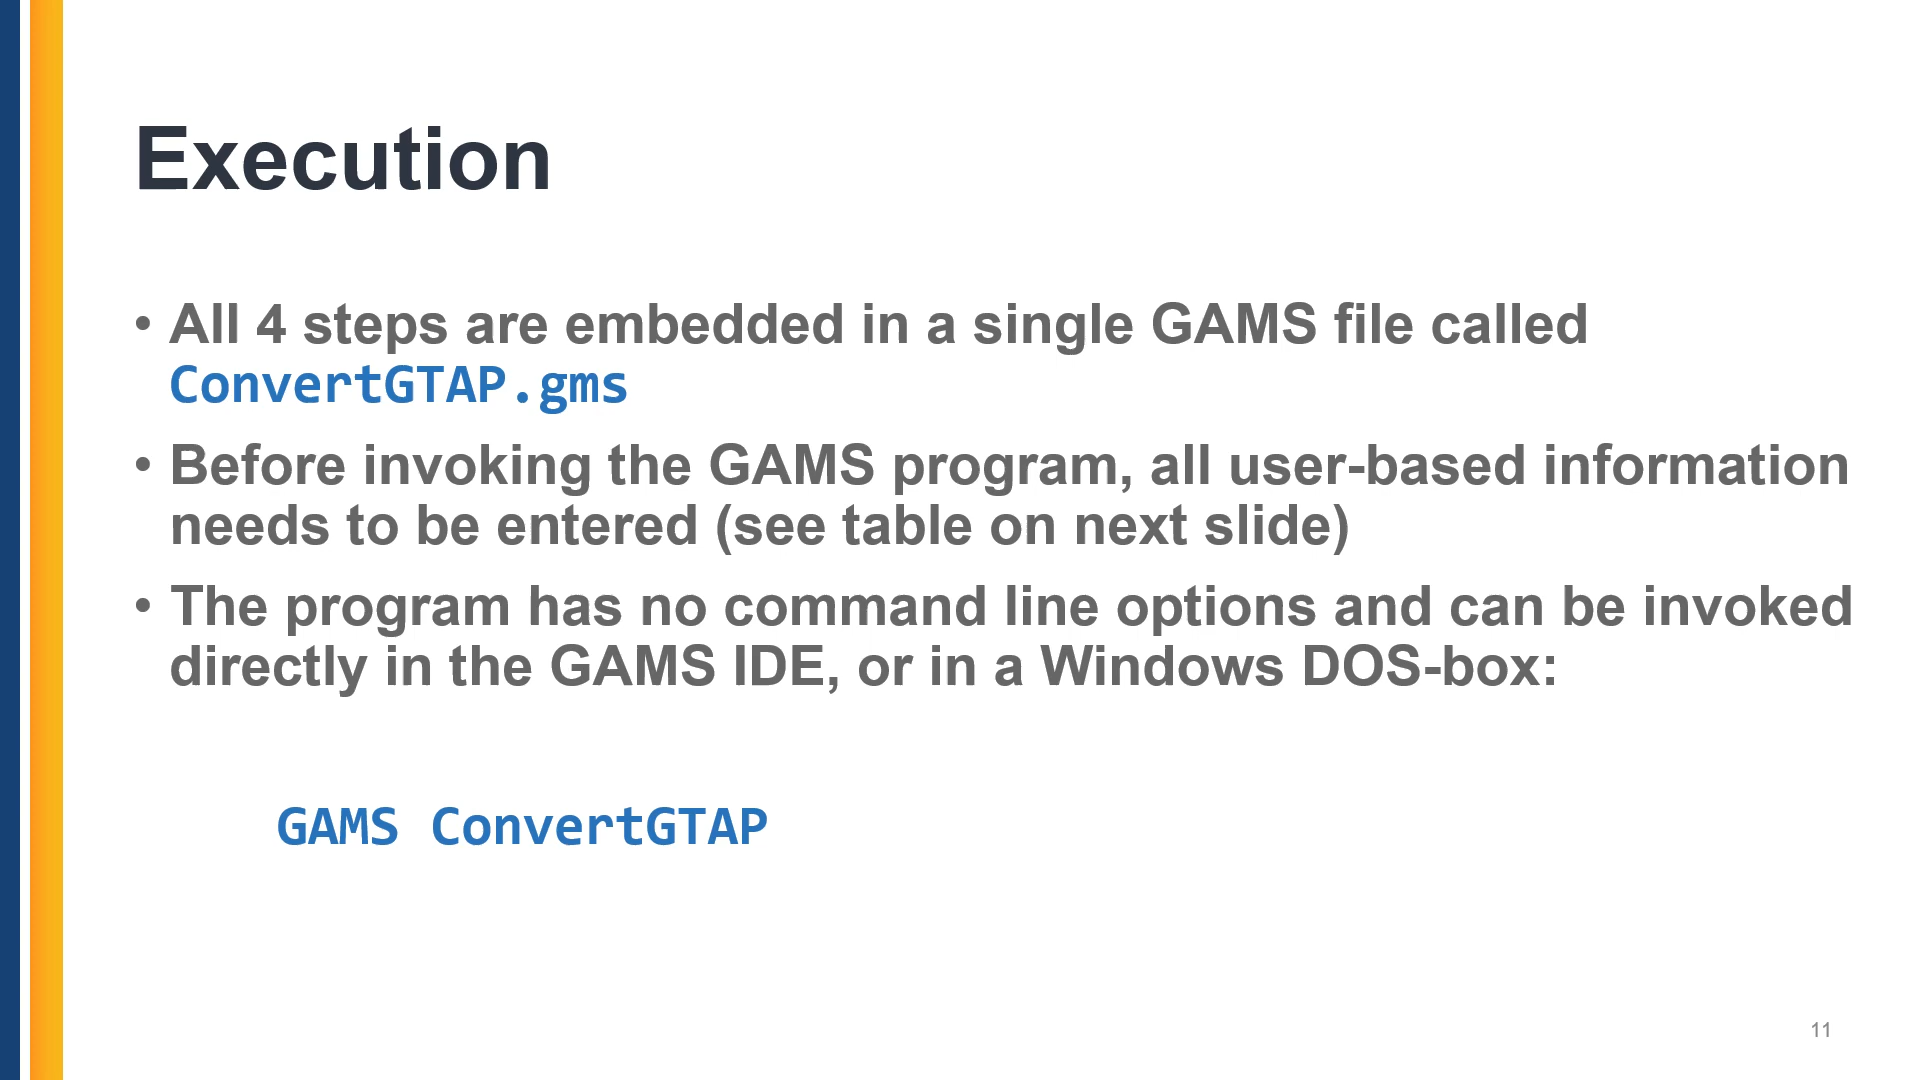 Execution
• All 4 steps are embedded in a single GAMS file called
ConvertGTAP.gms
• Before invoking the GAMS program, all user-based information
needs to be entered (see table on next slide)
• The program has no command line options and can be invoked
directly in the GAMS IDE, or in a Windows DOS-box:
GAMS ConvertGTAP
11